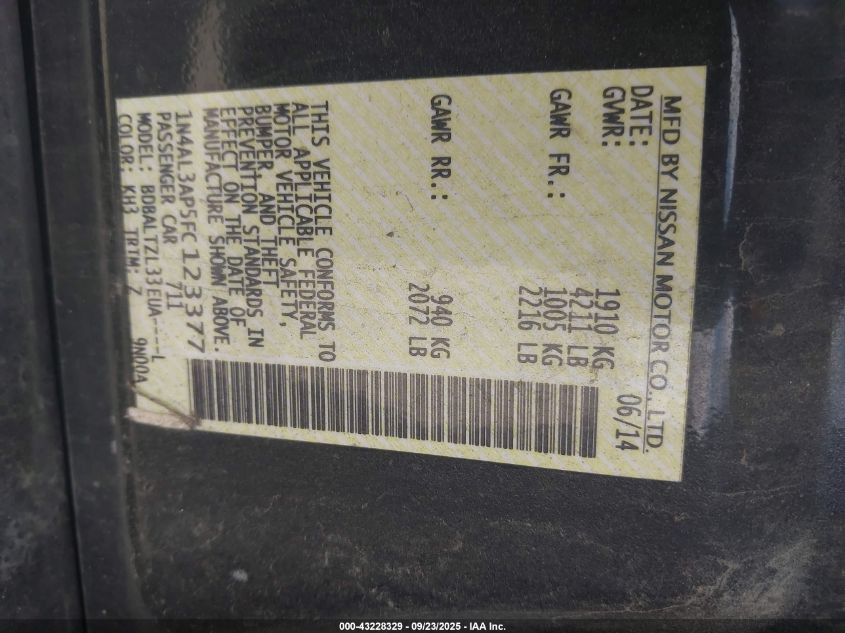 MFD BY NISSAN MOTOR CO., LTD.
DATE: 06/14
GVWR: 1910 KG
4211 LB
GAWR FR.: 1005 KG
2216 LB
GAWR RR.: 940 KG
2072 LB
THIS VEHICLE CONFORMS TO
ALL APPLICABLE FEDERAL
MOTOR VEHICLE SAFETY,
BUMPER, AND THEFT
PREVENTION STANDARDS IN
EFFECT ON THE DATE OF
MANUFACTURE SHOWN ABOVE.
1N4AL3AP5FC123377
PASSENGER CAR 711
MODEL: BDBALTZL33EUA----L
COLOR: KH3 TRIM: Z 9N00A
000-43228329 - 09/23/2025 - IAA Inc.